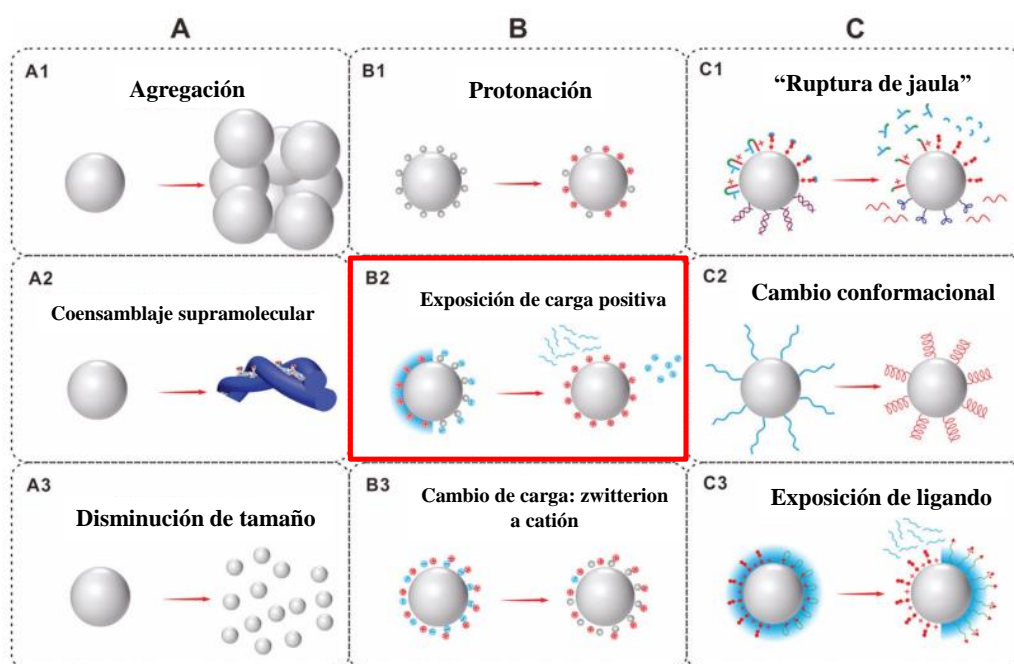 A
B
C
A1
Agregación
B1
Protonación
C1
“Ruptura de jaula”
A2
Coensamblaje supramolecular
B2
Exposición de carga positiva
C2
Cambio conformacional
A3
Disminución de tamaño
B3
Cambio de carga: zwitterion
a catión
C3
Exposición de ligando